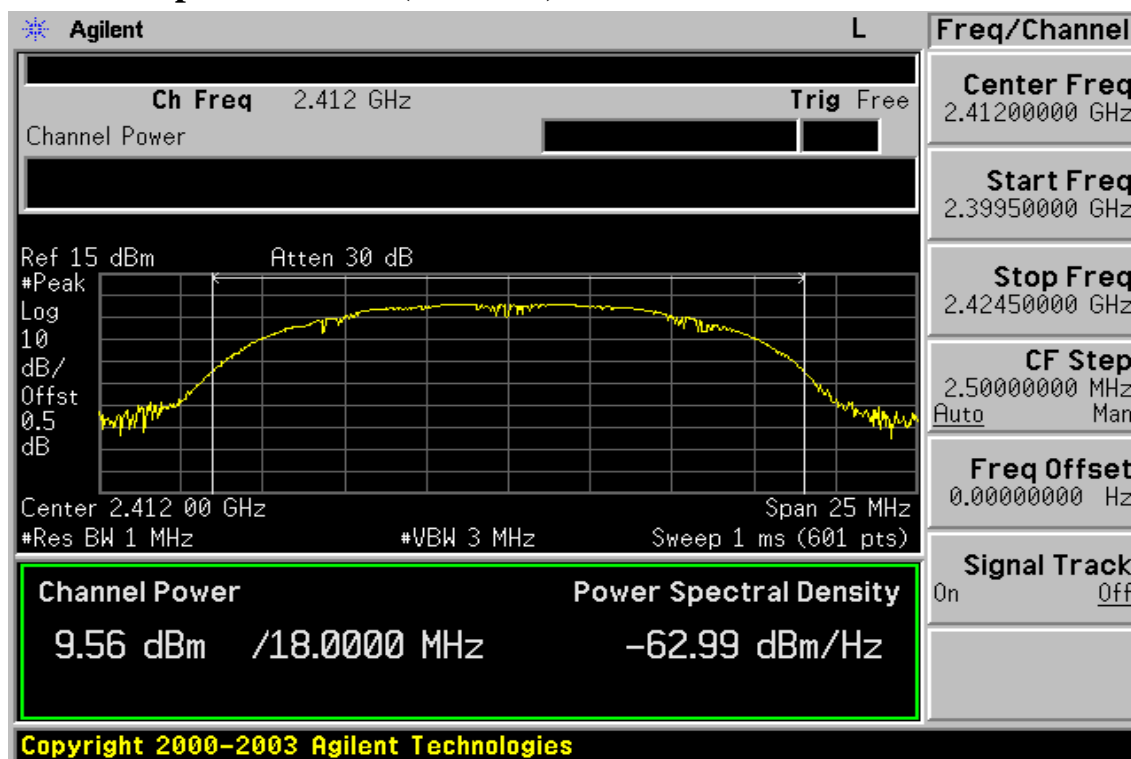 Agilent L
Freq/Channel
Ch Freq 2.412 GHz Trig Free
Channel Power
Center Freq
2.41200000 GHz
Start Freq
2.39950000 GHz
Stop Freq
2.42450000 GHz
CF Step
2.50000000 MHz
Auto Man
Freq Offset
0.00000000 Hz
Signal Track
On Off
Ref 15 dBm Atten 30 dB
#Peak
Log
10
dB/
Offst
0.5
dB
Center 2.412 00 GHz Span 25 MHz
#Res BW 1 MHz #VBW 3 MHz Sweep 1 ms (601 pts)
Channel Power Power Spectral Density
9.56 dBm /18.0000 MHz -62.99 dBm/Hz
Copyright 2000-2003 Agilent Technologies